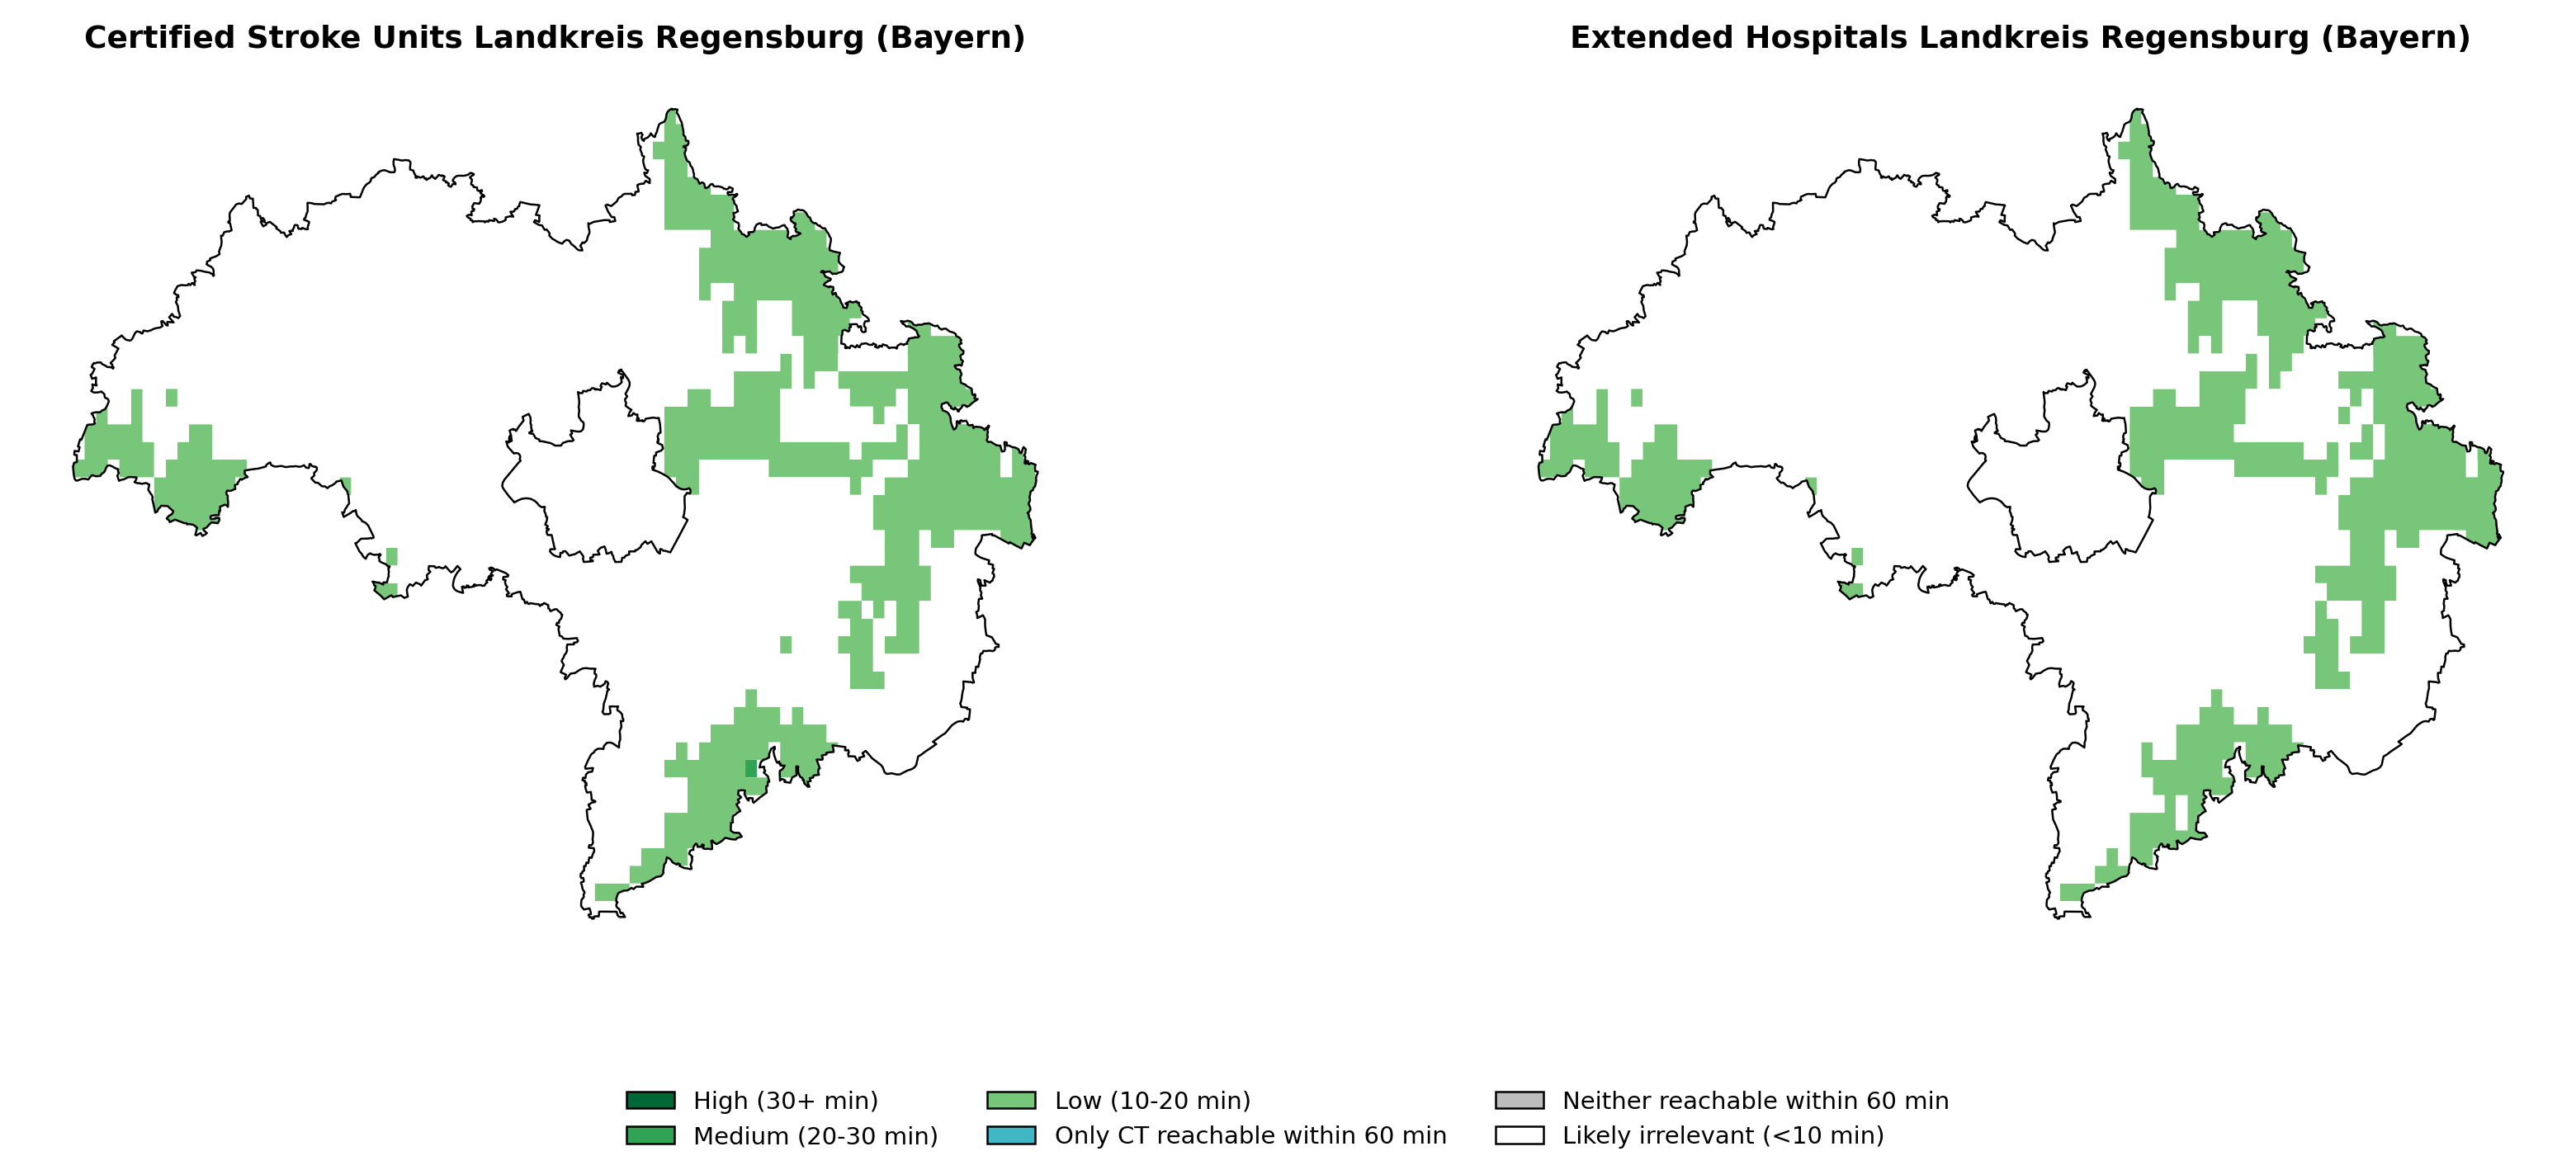 Certified Stroke Units Landkreis Regensburg (Bayern)
Extended Hospitals Landkreis Regensburg (Bayern)
High (30+ min)
Medium (20-30 min)
Low (10-20 min)
Only CT reachable within 60 min
Neither reachable within 60 min
Likely irrelevant (<10 min)